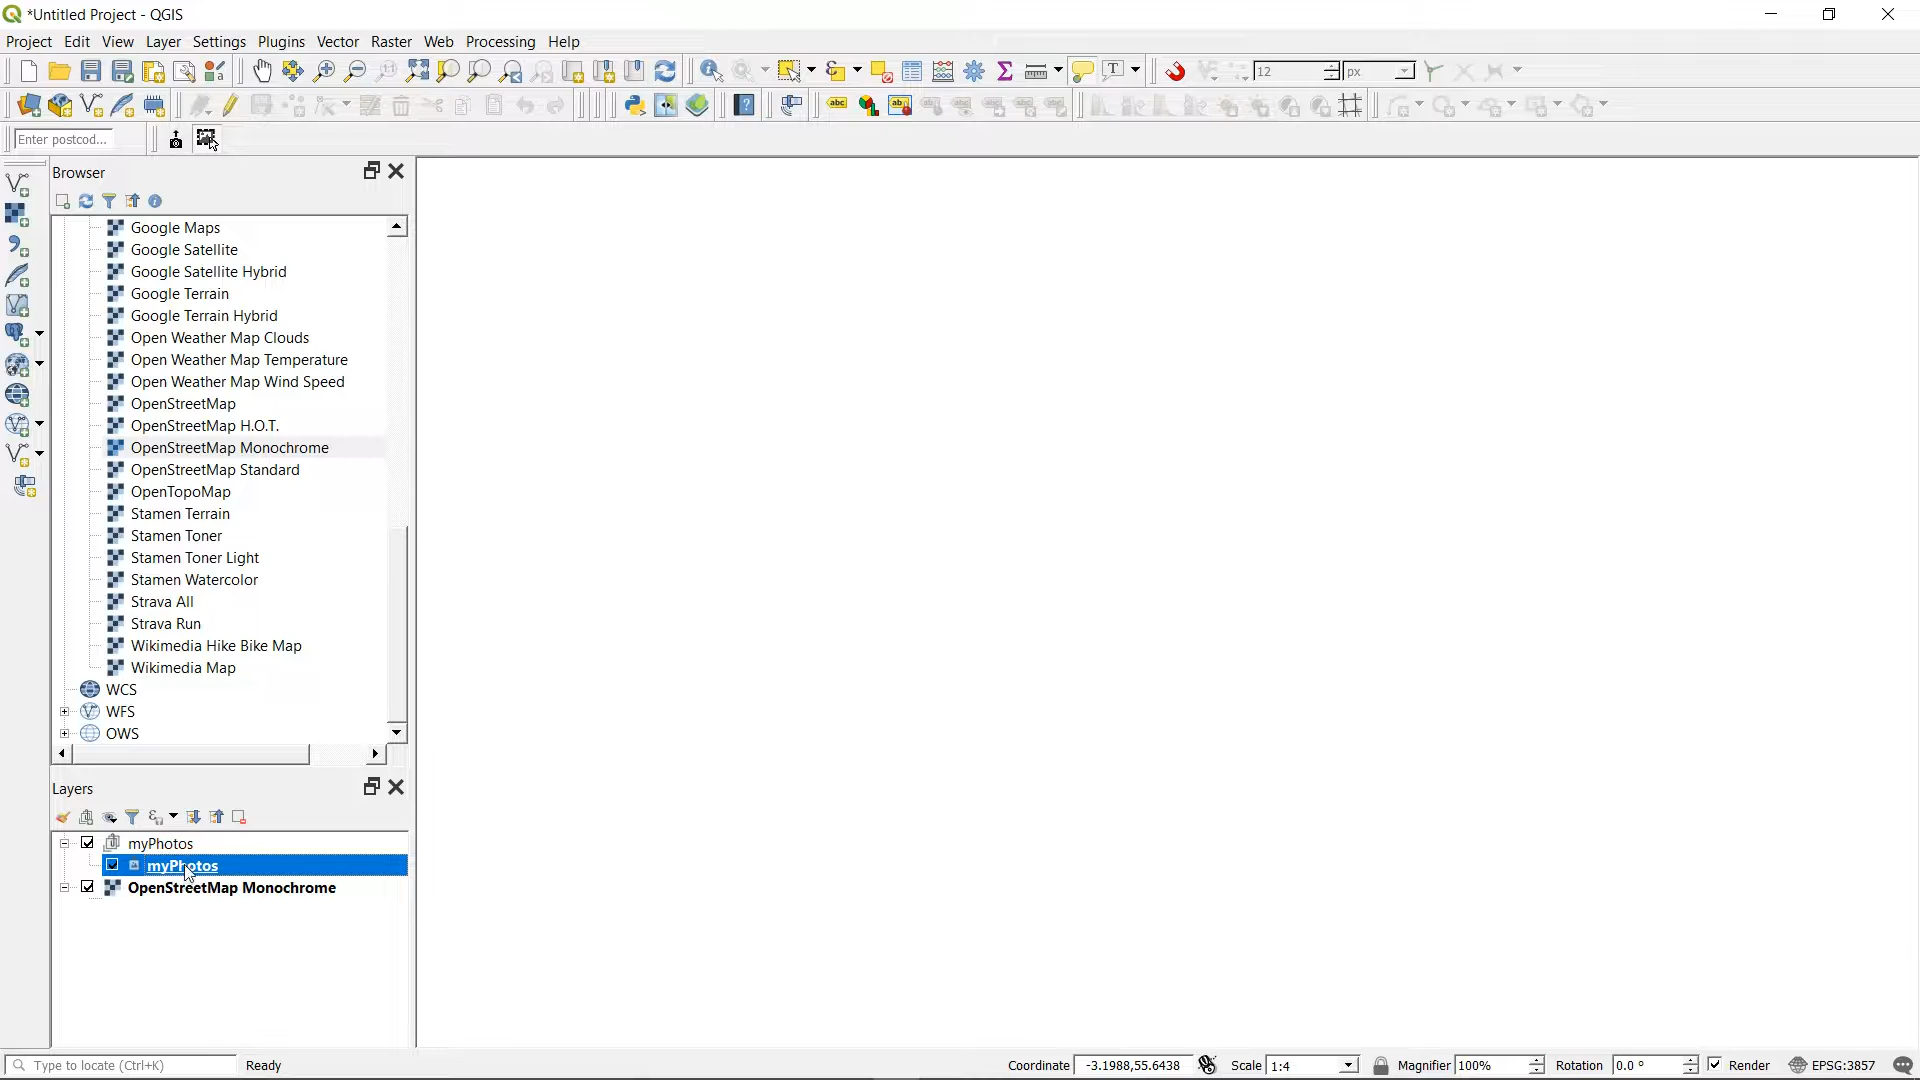 *Untitled Project - QGIS
Project Edit View Layer Settings Plugins Vector Raster Web Processing Help
12 px
abc
Enter postcod...
Browser
Google Maps
Google Satellite
Google Satellite Hybrid
Google Terrain
Google Terrain Hybrid
Open Weather Map Clouds
Open Weather Map Temperature
Open Weather Map Wind Speed
OpenStreetMap
OpenStreetMap H.O.T.
OpenStreetMap Monochrome
OpenStreetMap Standard
OpenTopoMap
Stamen Terrain
Stamen Toner
Stamen Toner Light
Stamen Watercolor
Strava All
Strava Run
Wikimedia Hike Bike Map
Wikimedia Map
WCS
WFS
OWS
Layers
myPhotos
myPhotos
OpenStreetMap Monochrome
Type to locate (Ctrl+K) Ready Coordinate -3.1988,55.6438 Scale 1:4 Magnifier 100% Rotation 0.0 ° Render EPSG:3857